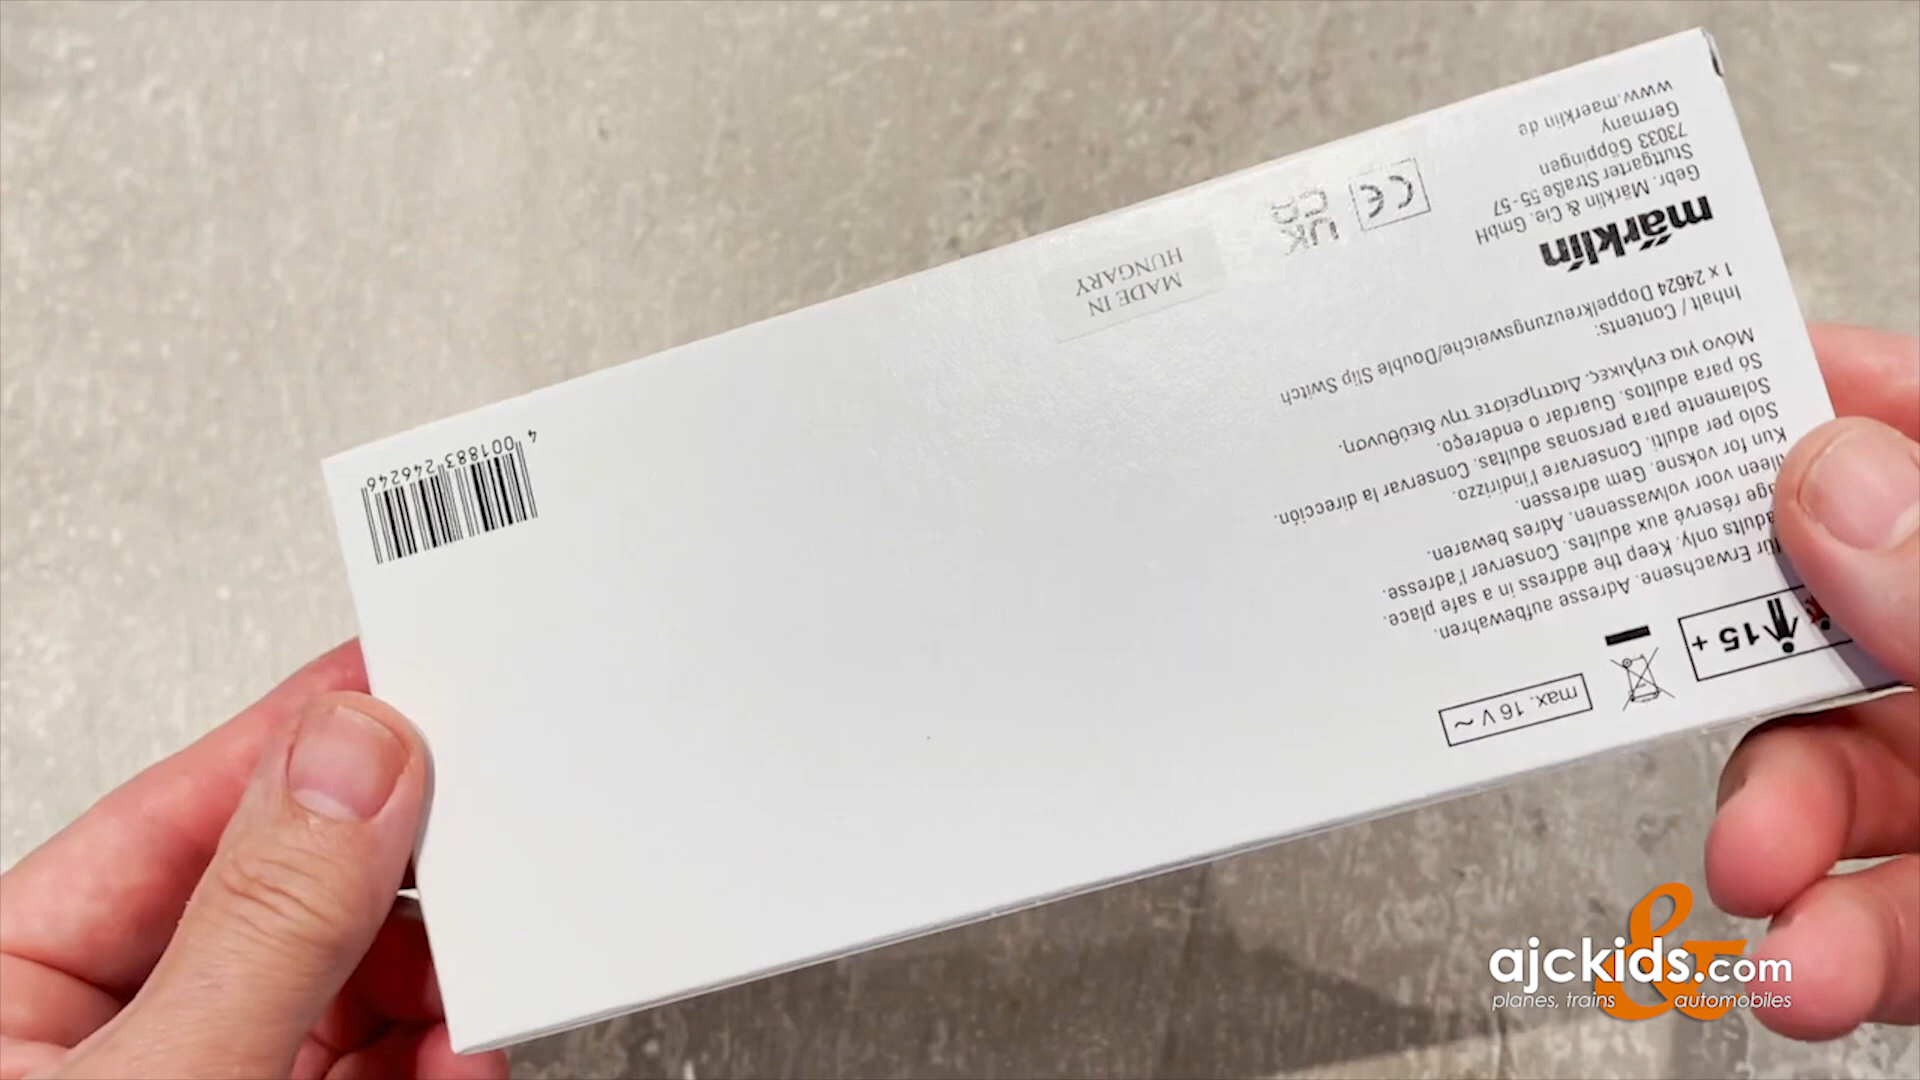 max. 16 V ~
15 +
für Erwachsene. Adresse aufbewahren.
adults only. Keep the address in a safe place.
réservé aux adultes. Conserver l'adresse.
voor volwassenen. Adres bewaren.
Kun for voksne. Gem adressen.
Solo per adulti. Conservare l'indirizzo.
Solamente para personas adultas. Conservar la dirección.
Só para adultos. Guardar o endereço.
Μόνο για ενήλικες. Διατηρείστε την διεύθυνση.
Inhalt / Contents:
1 x 24624 Doppelkreuzungsweiche/Double Slip Switch
märklin
Gebr. Märklin & Cie. GmbH
Stuttgarter Straße 55-57
73033 Göppingen
Germany
www.maerklin.de
CE
UK
CA
MADE IN
HUNGARY
4 001883 246246
ajckids.com
planes, trains & automobiles